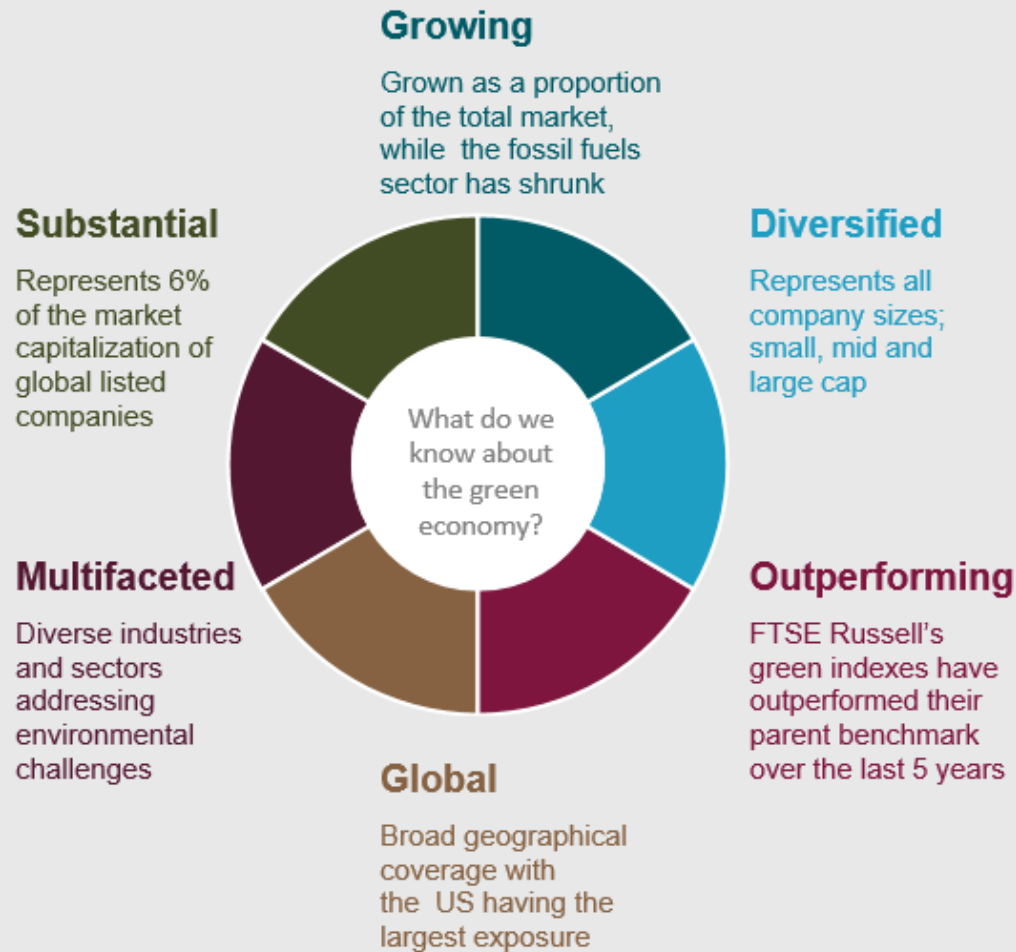 Growing
Grown as a proportion
of the total market,
while  the fossil fuels
sector has shrunk
Substantial
Represents 6%
of the market
capitalization of
global listed
companies
Diversified
Represents all
company sizes;
small, mid and
large cap
What do we
know about
the green
economy?
Multifaceted
Diverse industries
and sectors
addressing
environmental
challenges
Outperforming
FTSE Russell’s
green indexes have
outperformed their
parent benchmark
over the last 5 years
Global
Broad geographical
coverage with
the  US having the
largest exposure